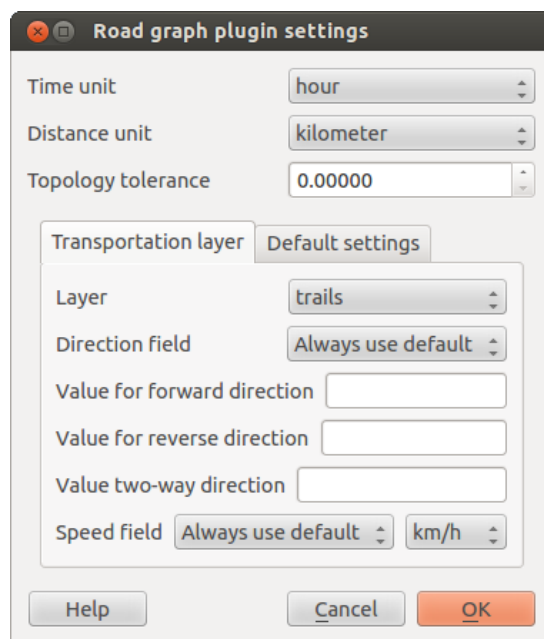 Road graph plugin settings
Time unit hour
Distance unit kilometer
Topology tolerance 0.00000
Transportation layer Default settings
Layer trails
Direction field Always use default
Value for forward direction
Value for reverse direction
Value two-way direction
Speed field Always use default km/h
Help Cancel OK